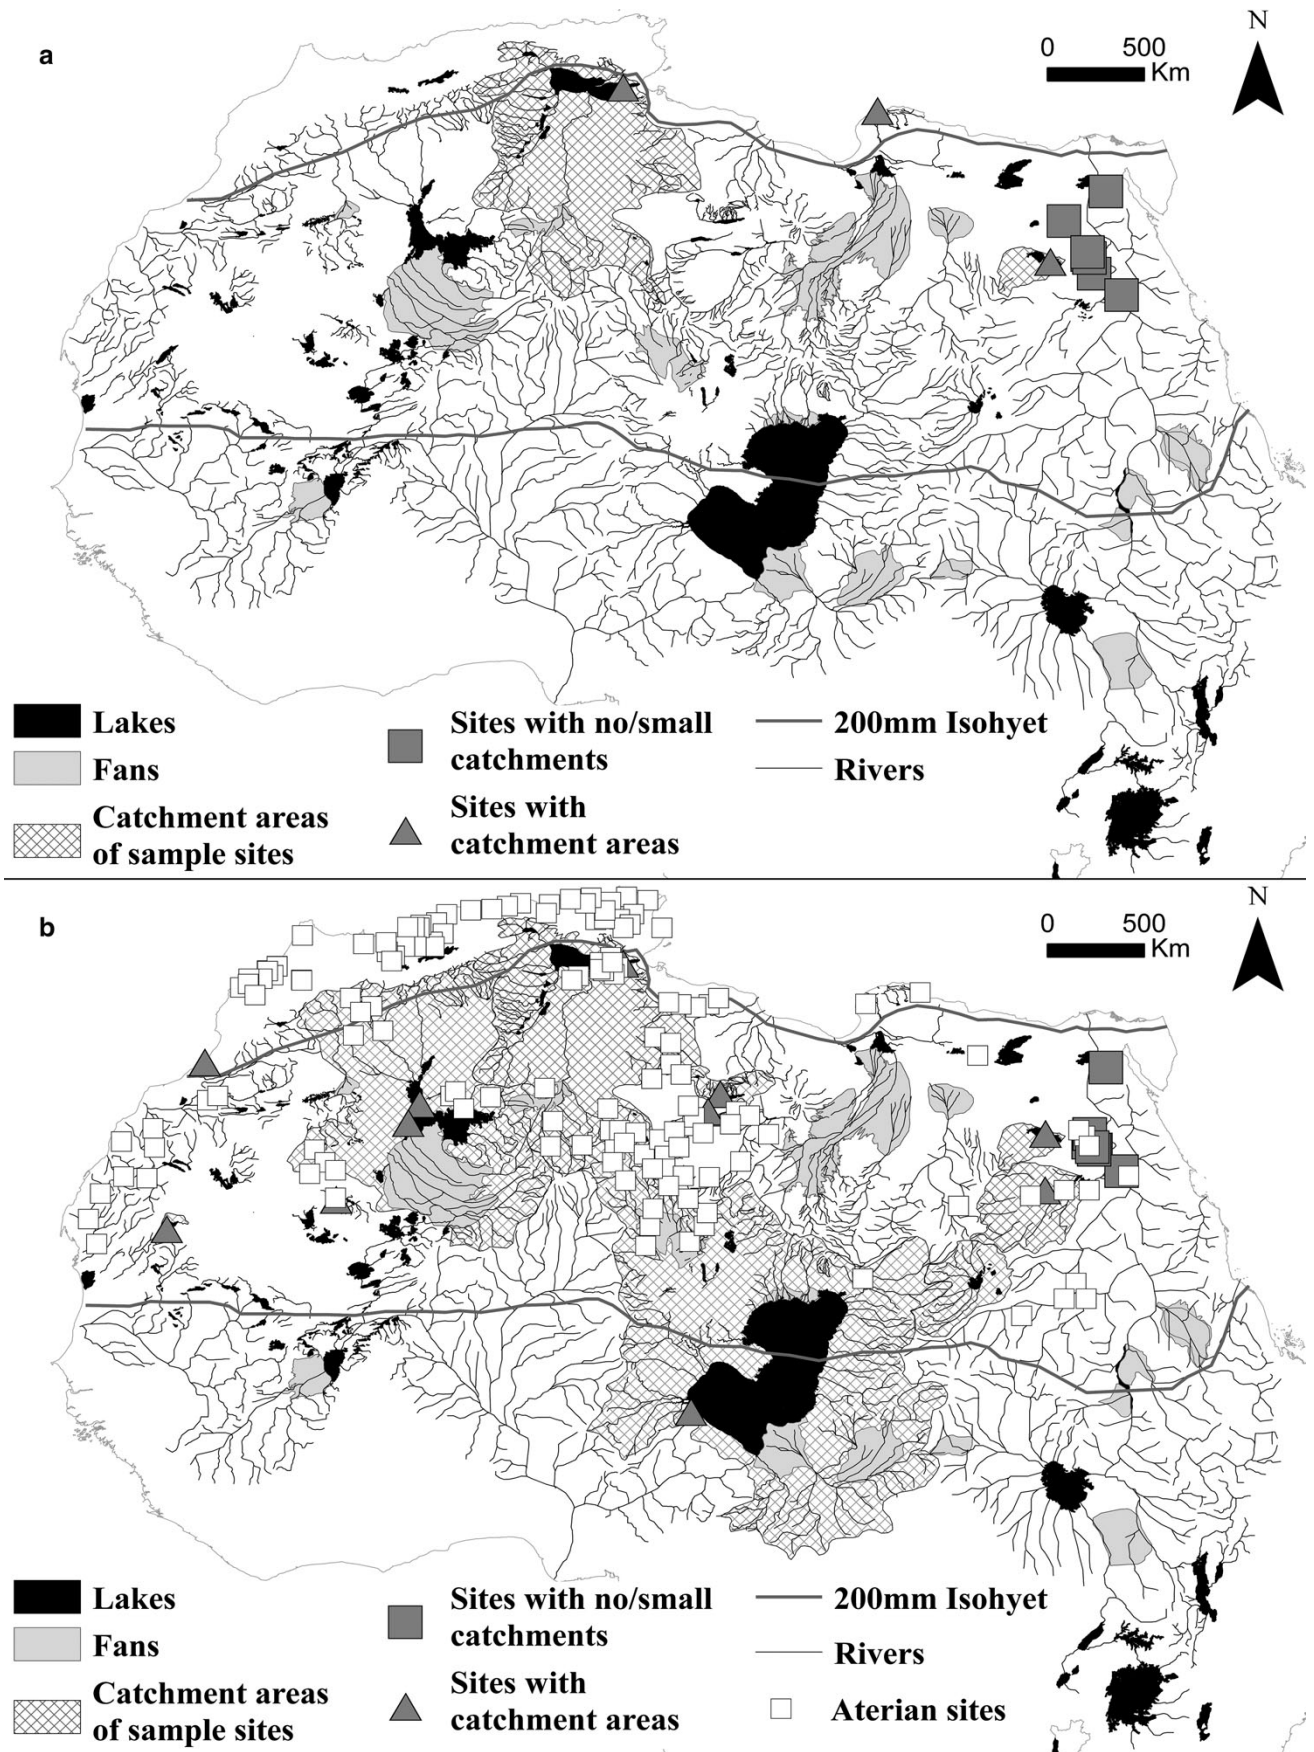 a
N
0 500
Km
Lakes
Fans
Catchment areas
of sample sites
Sites with no/small
catchments
Sites with
catchment areas
200mm Isohyet
Rivers
b
N
0 500
Km
Lakes
Fans
Catchment areas
of sample sites
Sites with no/small
catchments
Sites with
catchment areas
200mm Isohyet
Rivers
Aterian sites